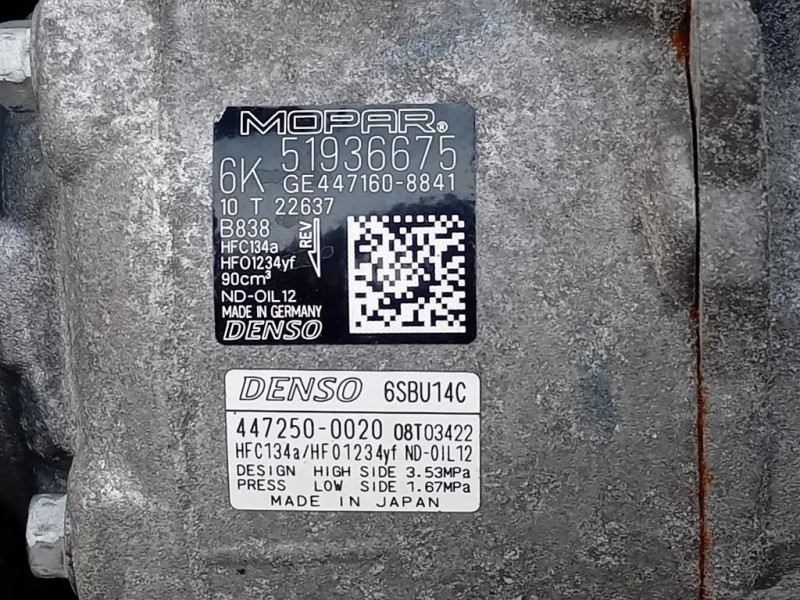 MOPAR®
6K 51936675
GE447160-8841
10 T 22637
B838
REV
HFC134a
HFO1234yf
90cm³
ND-OIL12
MADE IN GERMANY
DENSO
DENSO 6SBU14C
447250-0020 08T03422
HFC134a/HFO1234yf ND-OIL12
DESIGN HIGH SIDE 3.53MPa
PRESS LOW SIDE 1.67MPa
MADE IN JAPAN